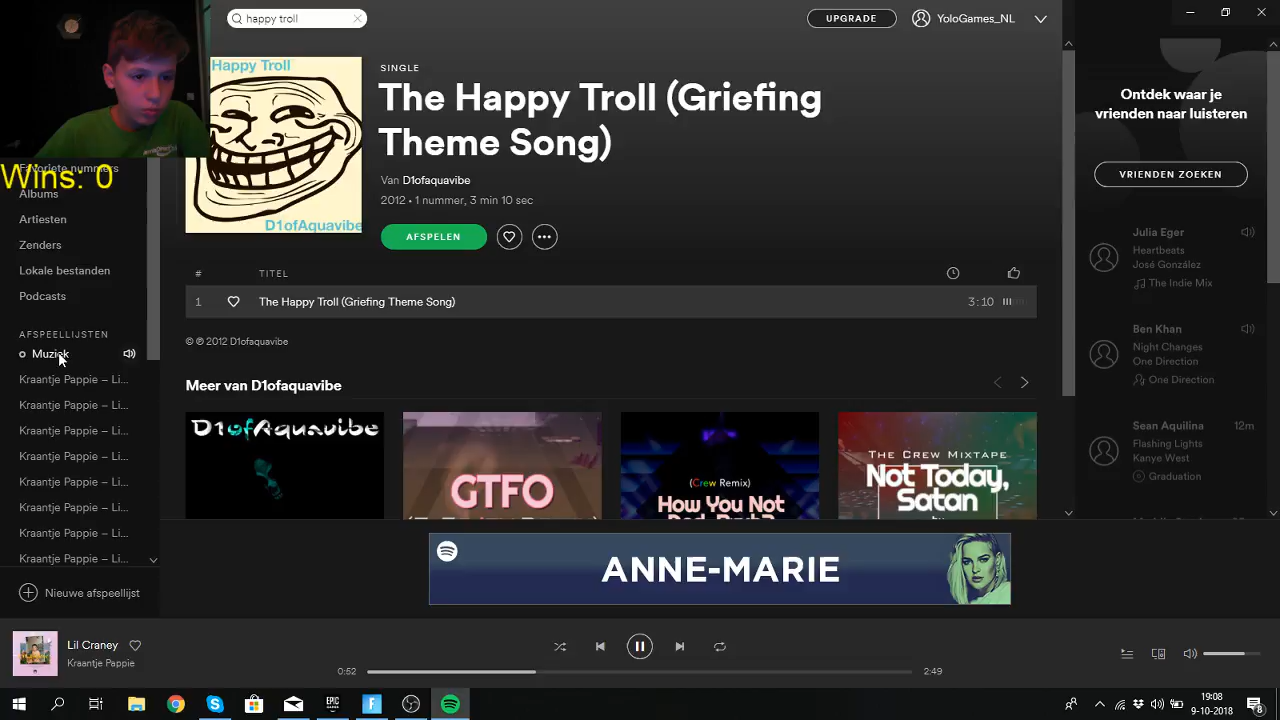 happy troll
UPGRADE
YoloGames_NL
Happy Troll
D1ofAquavibe
SINGLE
The Happy Troll (Griefing
Theme Song)
Van D1ofaquavibe
2012 • 1 nummer, 3 min 10 sec
AFSPELEN
Wins: 0
Favoriete nummers
Albums
Artiesten
Zenders
Lokale bestanden
Podcasts
AFSPEELLIJSTEN
Muziek
Kraantje Pappie – Li...
Kraantje Pappie – Li...
Kraantje Pappie – Li...
Kraantje Pappie – Li...
Kraantje Pappie – Li...
Kraantje Pappie – Li...
Kraantje Pappie – Li...
Kraantje Pappie – Li...
Nieuwe afspeellijst
# TITEL
1 The Happy Troll (Griefing Theme Song) 3:10
© ℗ 2012 D1ofaquavibe
Meer van D1ofaquavibe
D1ofAquavibe
GTFO
(Crew Remix)
How You Not
THE CREW MIXTAPE
Not Today,
Satan
by
Ontdek waar je
vrienden naar luisteren
VRIENDEN ZOEKEN
Julia Eger
Heartbeats
José González
The Indie Mix
Ben Khan
Night Changes
One Direction
One Direction
Sean Aquilina 12m
Flashing Lights
Kanye West
Graduation
ANNE-MARIE
Lil Craney
Kraantje Pappie
0:52
2:49
EPIC
GAMES
19:08
9-10-2018